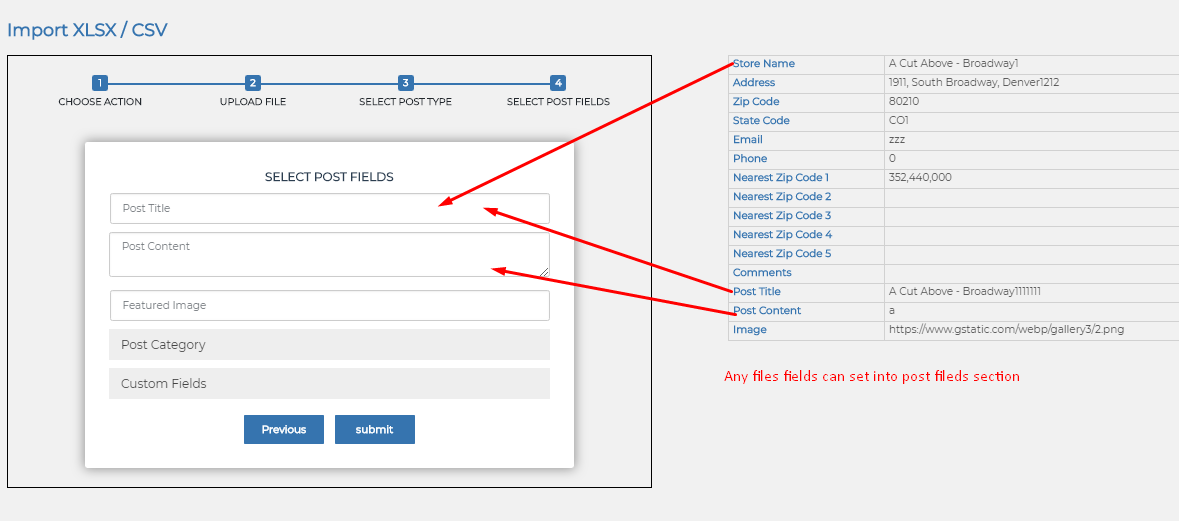 Import XLSX / CSV
1 2 3 4
CHOOSE ACTION UPLOAD FILE SELECT POST TYPE SELECT POST FIELDS
SELECT POST FIELDS
Post Title
Post Content
Featured Image
Post Category
Custom Fields
Previous submit
Store Name A Cut Above - Broadway1
Address 1911, South Broadway, Denver1212
Zip Code 80210
State Code CO1
Email zzz
Phone 0
Nearest Zip Code 1 352,440,000
Nearest Zip Code 2
Nearest Zip Code 3
Nearest Zip Code 4
Nearest Zip Code 5
Comments
Post Title A Cut Above - Broadway1111111
Post Content a
Image https://www.gstatic.com/webp/gallery3/2.png
Any files fields can set into post fileds section